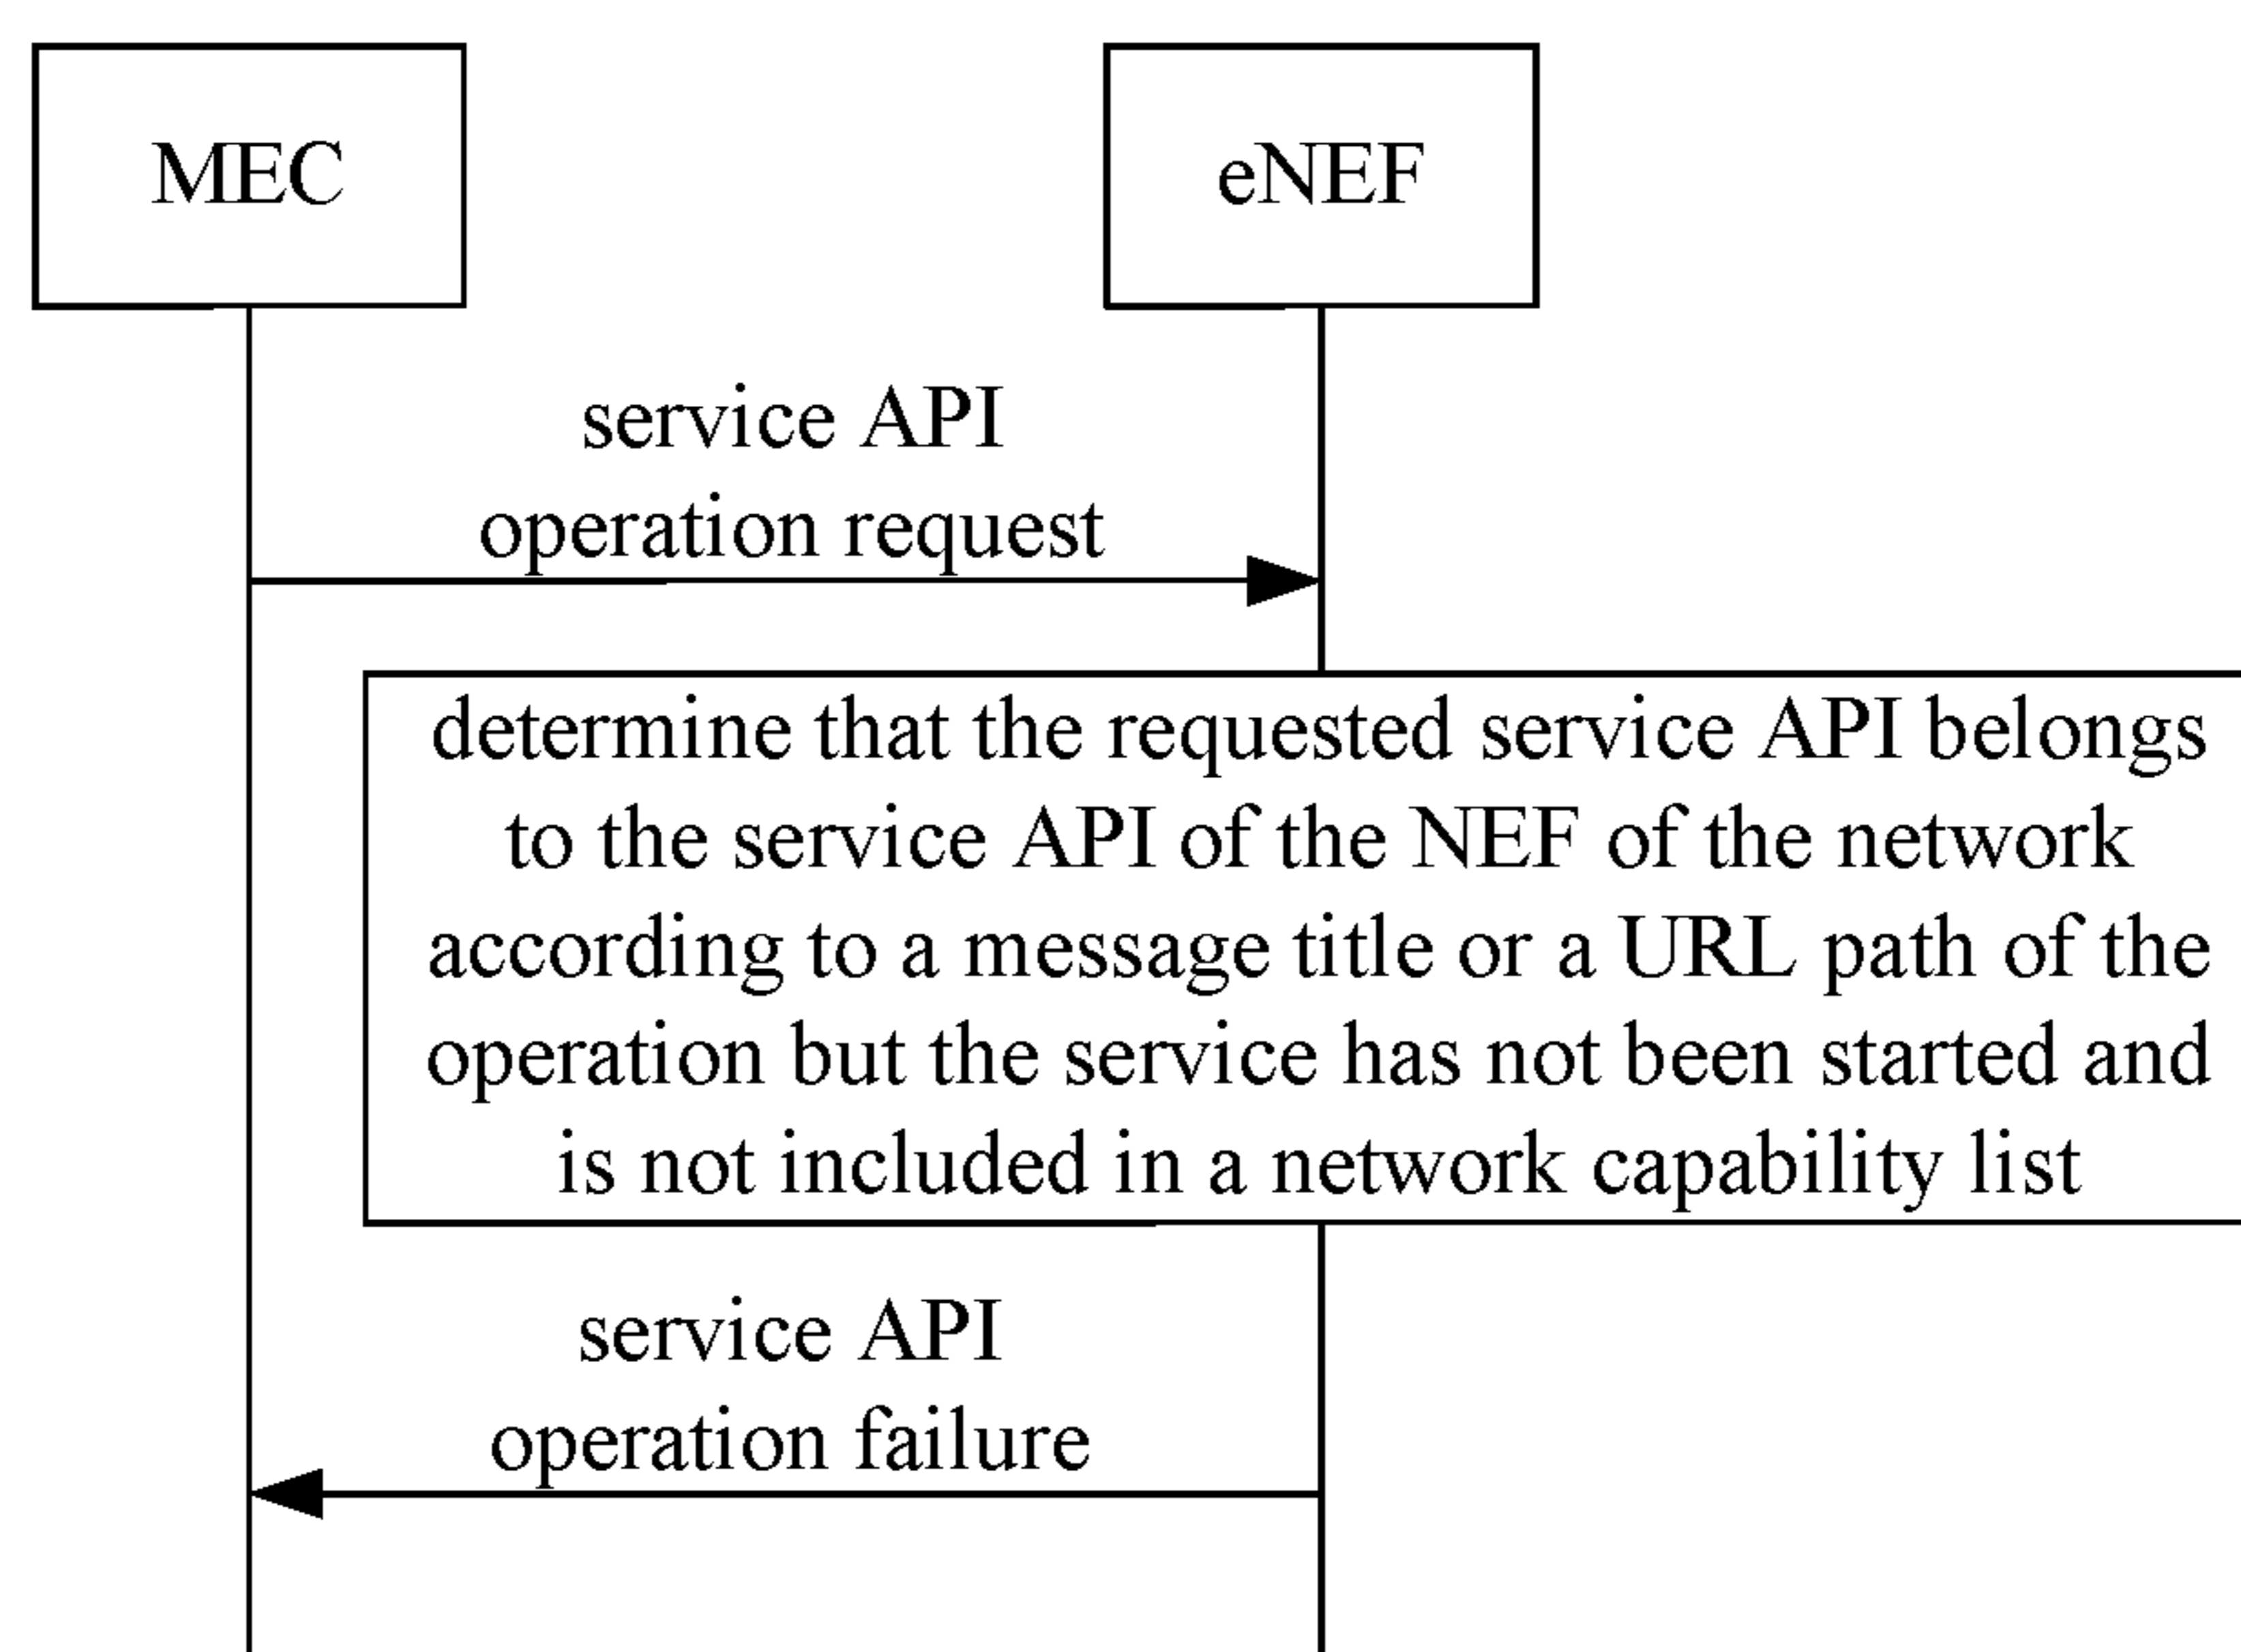 MEC
eNEF
service API
operation request
determine that the requested service API belongs
to the service API of the NEF of the network
according to a message title or a URL path of the
operation but the service has not been started and
is not included in a network capability list
service API
operation failure